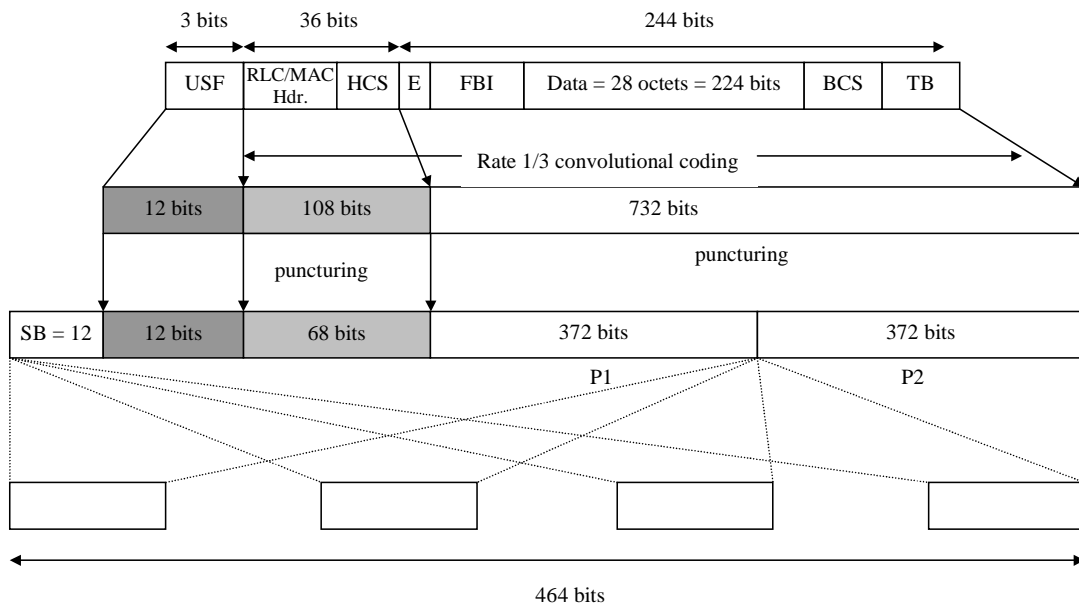 3 bits 36 bits 244 bits
USF RLC/MAC Hdr. HCS E FBI Data = 28 octets = 224 bits BCS TB
Rate 1/3 convolutional coding
12 bits 108 bits 732 bits
puncturing puncturing
SB = 12 12 bits 68 bits 372 bits 372 bits
P1 P2
464 bits